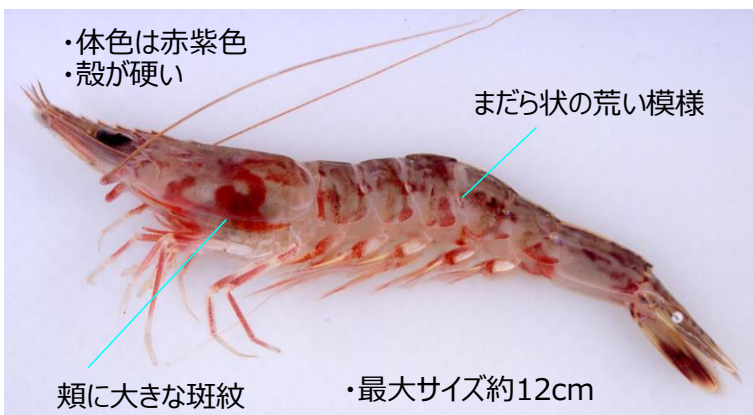 ・体色は赤紫色
・殻が硬い
まだら状の荒い模様
頬に大きな斑紋
・最大サイズ約12cm